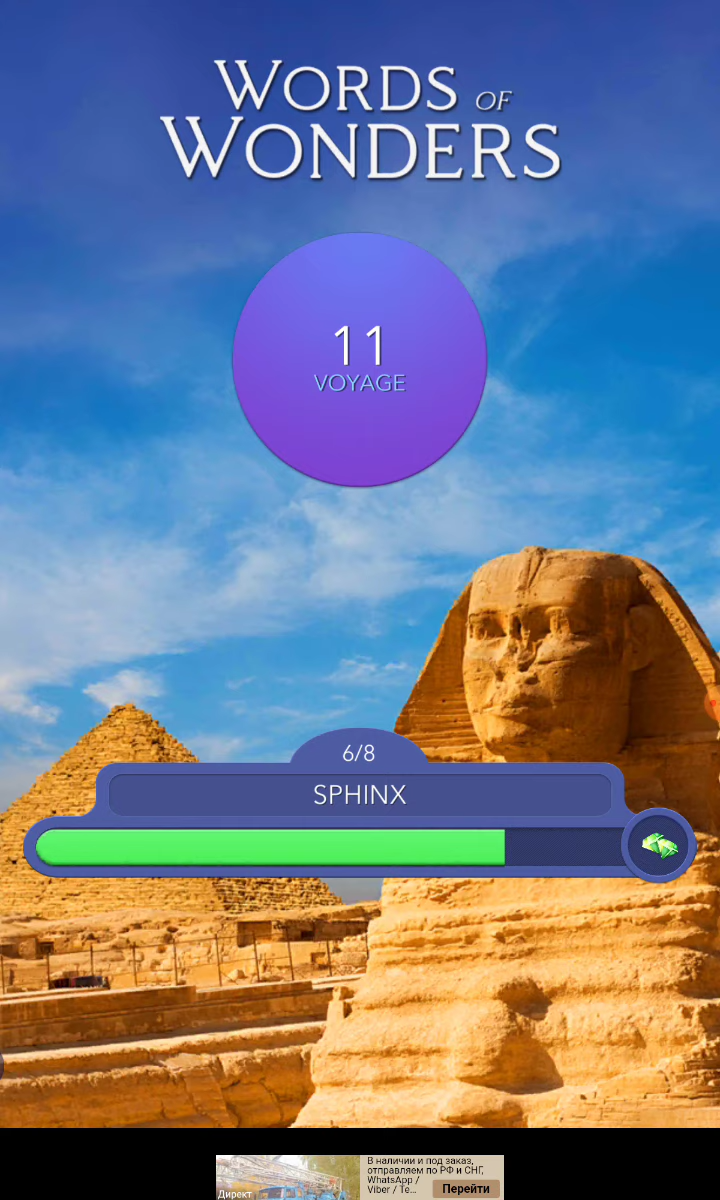 WORDS OF
WONDERS
11
VOYAGE
6/8
SPHINX
В наличии и под заказ,
отправляем по РФ и СНГ,
WhatsApp /
Viber / Те...
Перейти
Директ